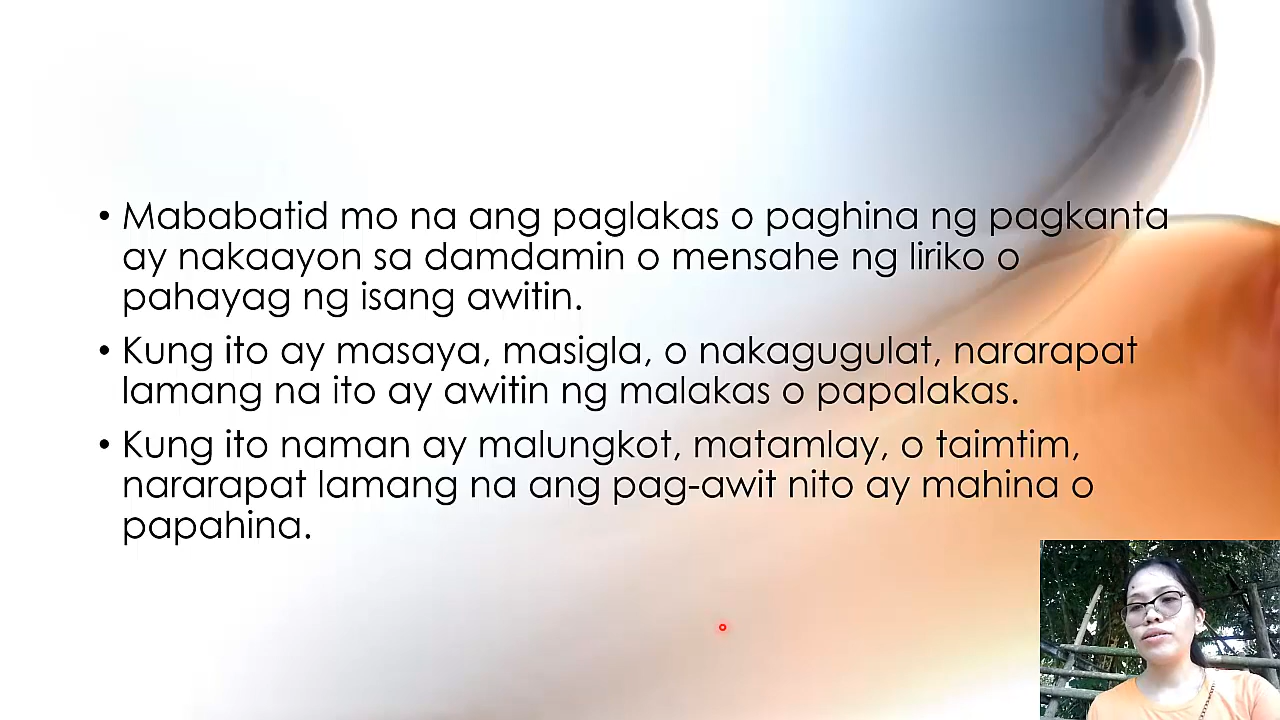 • Mababatid mo na ang paglakas o paghina ng pagkanta
ay nakaayon sa damdamin o mensahe ng liriko o
pahayag ng isang awitin.
• Kung ito ay masaya, masigla, o nakagugulat, nararapat
lamang na ito ay awitin ng malakas o papalakas.
• Kung ito naman ay malungkot, matamlay, o taimtim,
nararapat lamang na ang pag-awit nito ay mahina o
papahina.